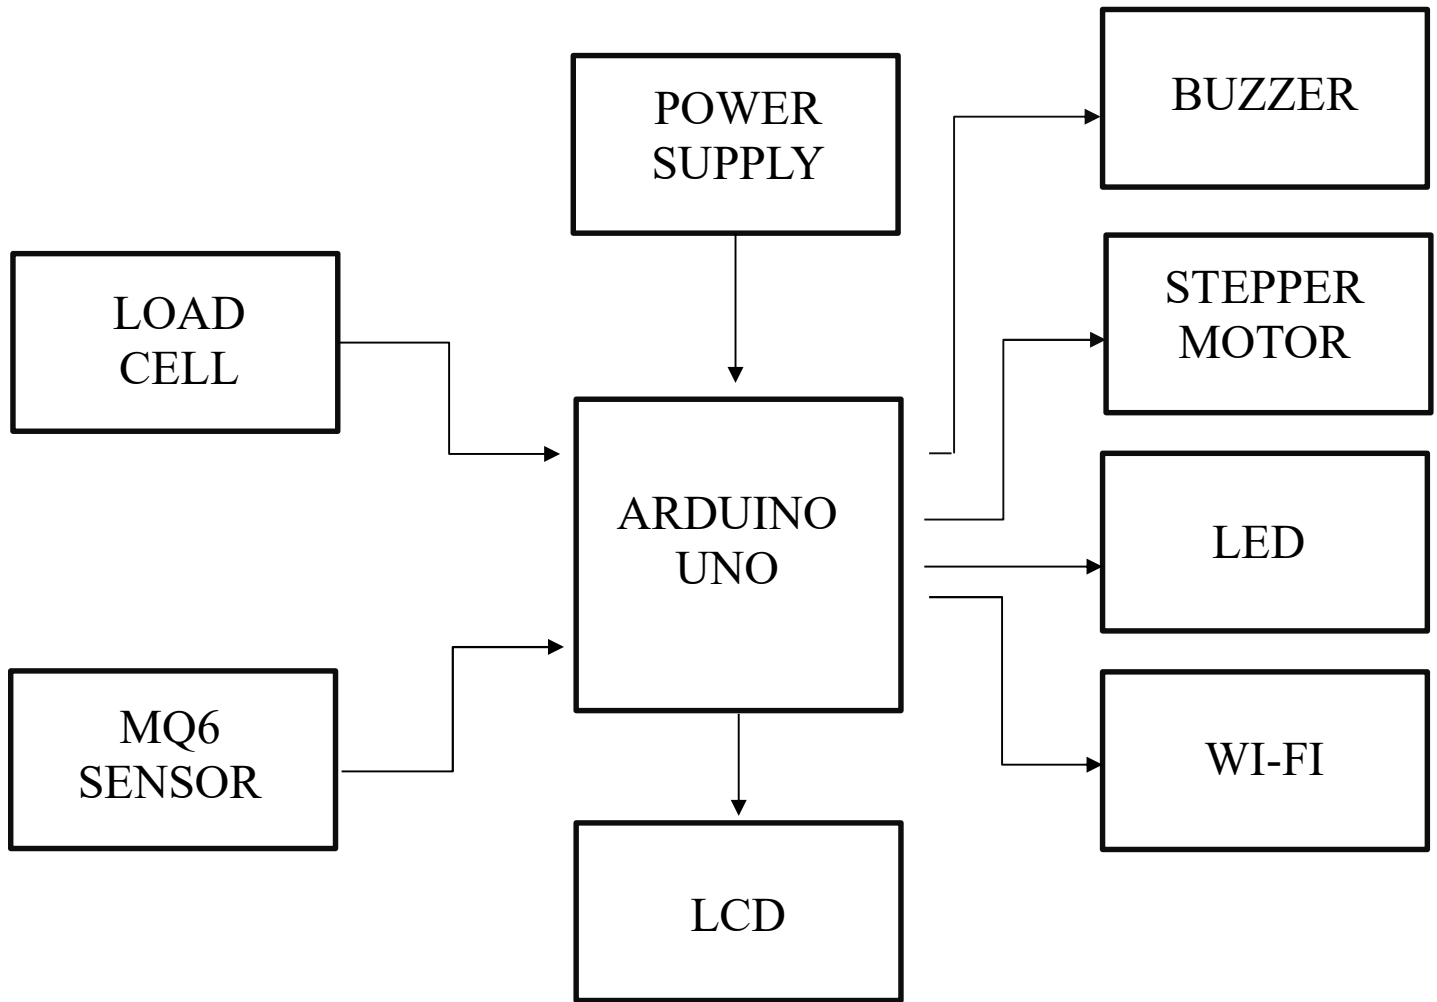 BUZZER
POWER
SUPPLY
STEPPER
MOTOR
LOAD
CELL
ARDUINO
UNO
LED
MQ6
SENSOR
WI-FI
LCD